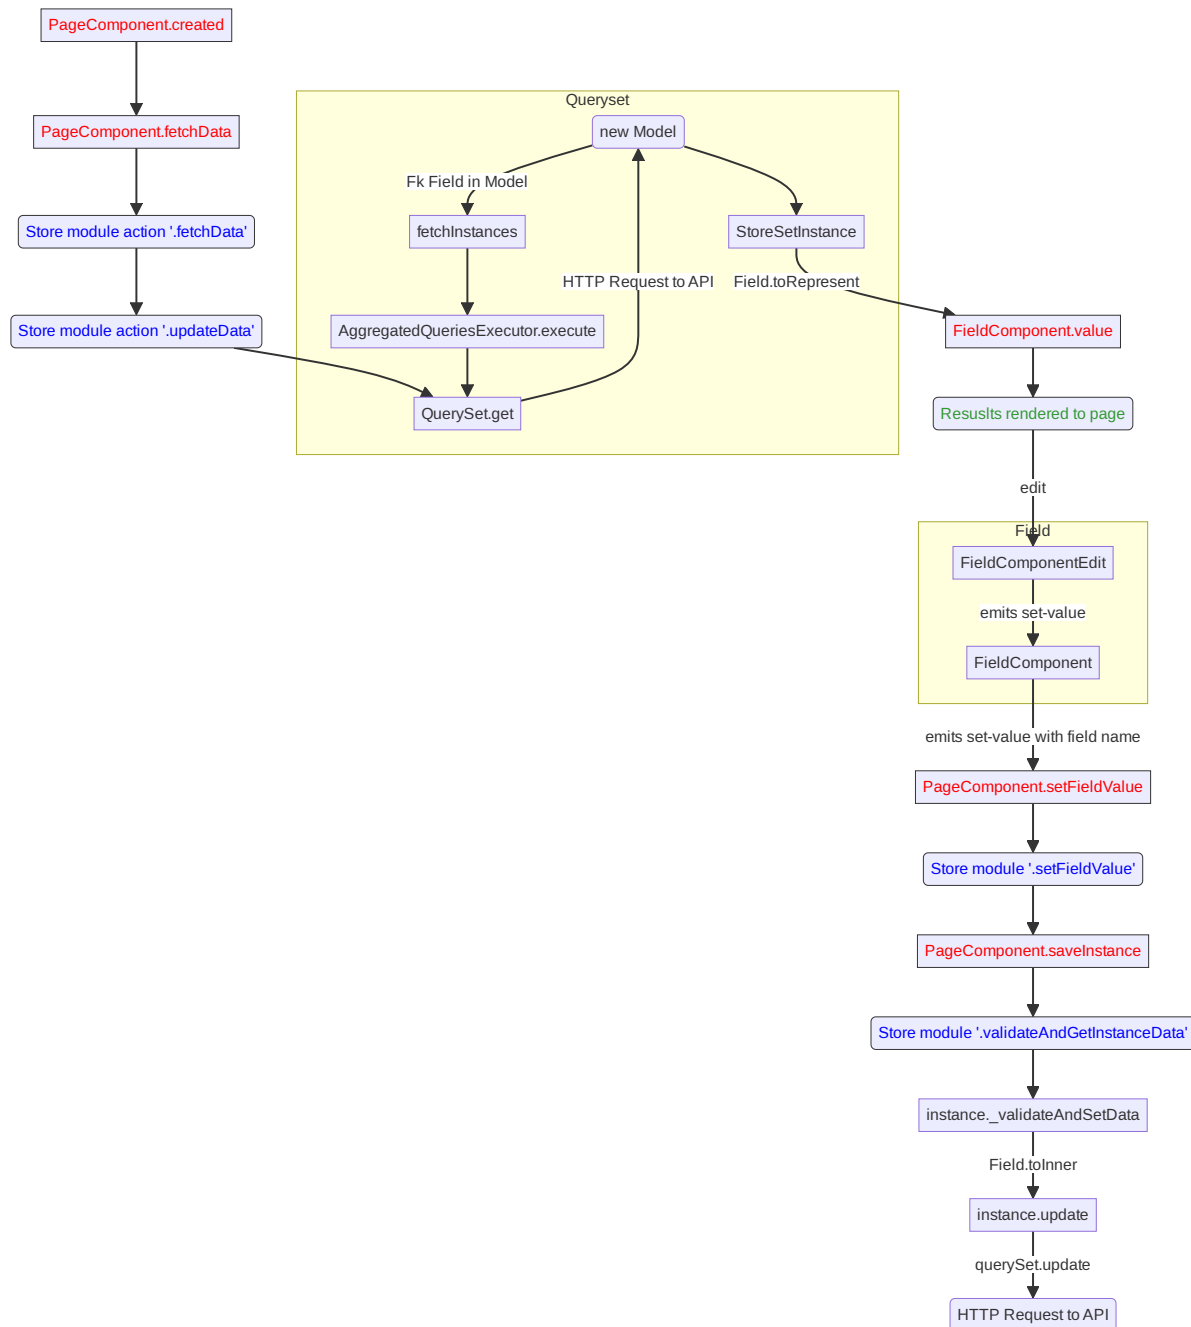 PageComponent.created
PageComponent.fetchData
Store module action '.fetchData'
Store module action '.updateData'
Queryset
new Model
Fk Field in Model
fetchInstances
StoreSetInstance
HTTP Request to API
Field.toRepresent
AggregatedQueriesExecutor.execute
QuerySet.get
FieldComponent.value
Resuslts rendered to page
edit
Field
FieldComponentEdit
emits set-value
FieldComponent
emits set-value with field name
PageComponent.setFieldValue
Store module '.setFieldValue'
PageComponent.saveInstance
Store module '.validateAndGetInstanceData'
instance._validateAndSetData
Field.toInner
instance.update
querySet.update
HTTP Request to API